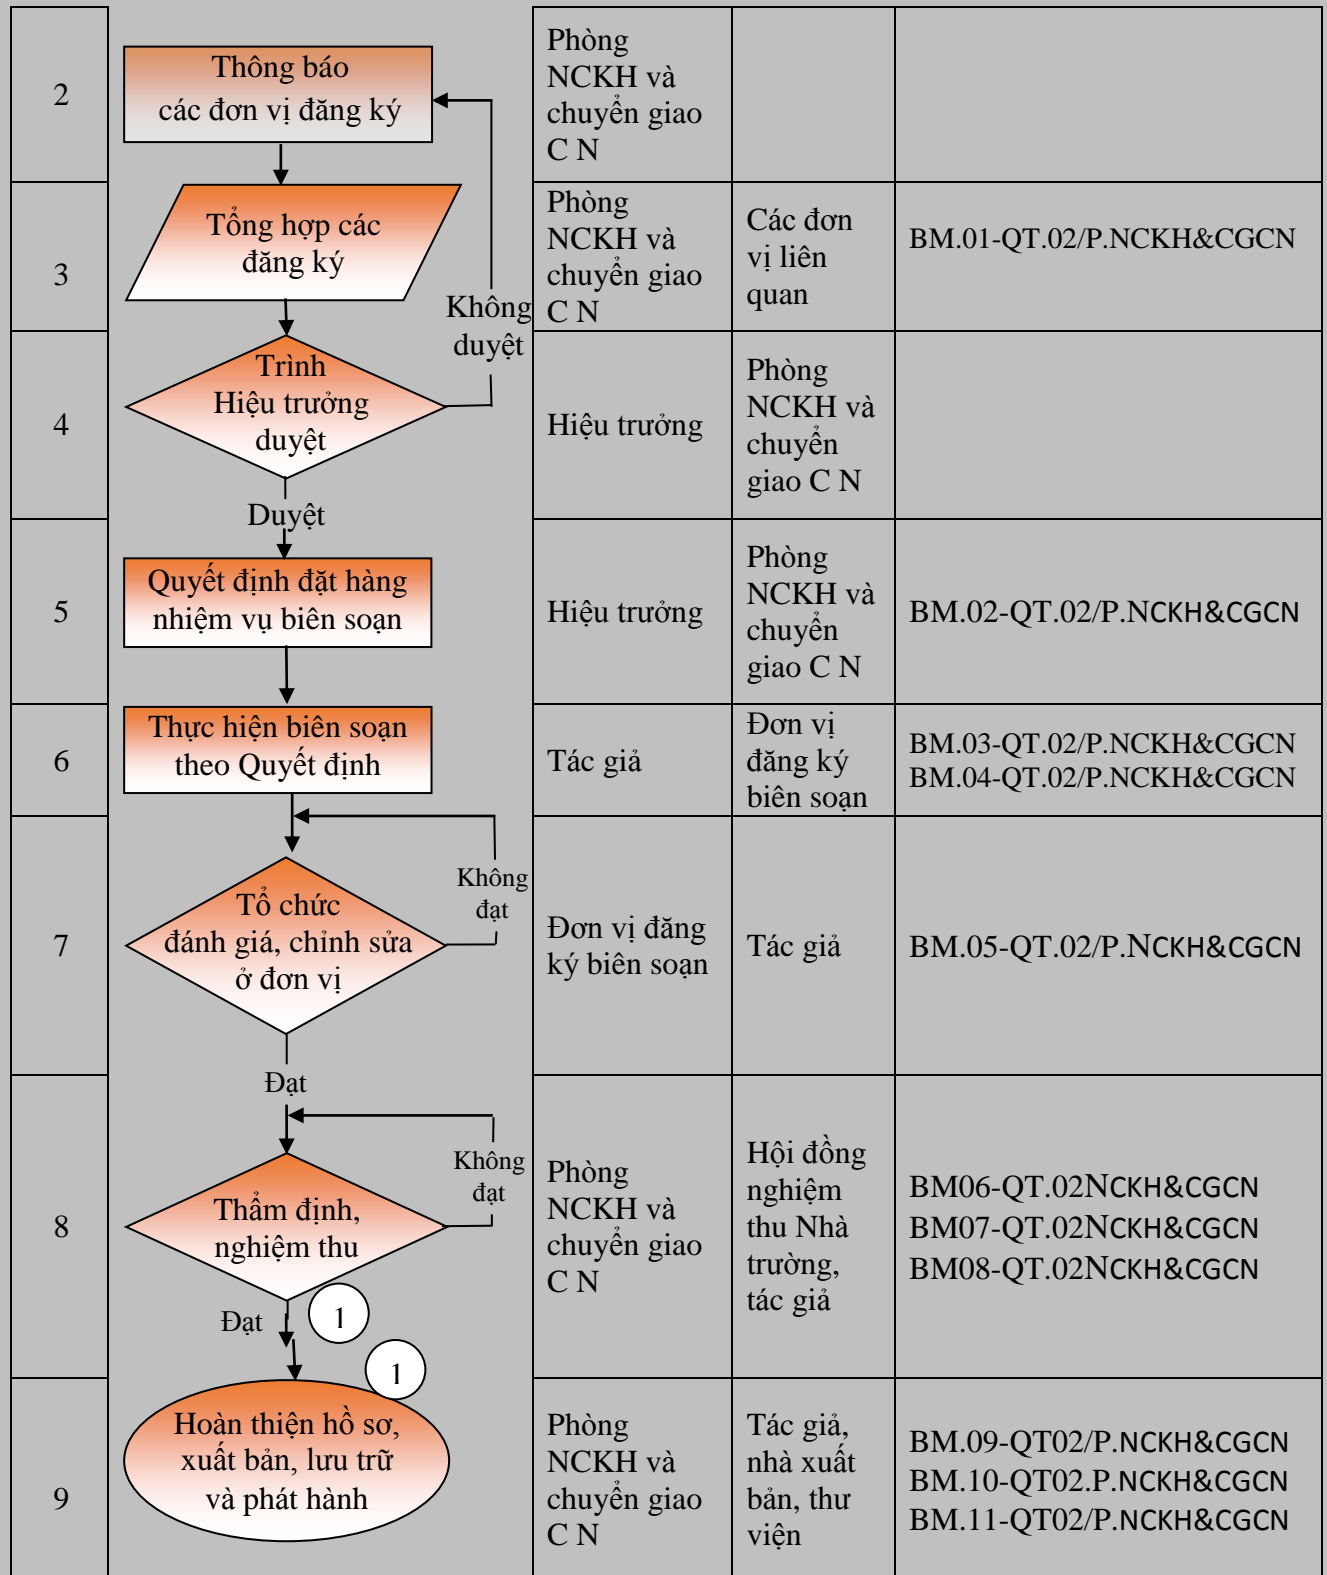 2
Thông báo
các đơn vị đăng ký
Phòng
NCKH và
chuyển giao
C N
3
Tổng hợp các
đăng ký
Không
duyệt
Phòng
NCKH và
chuyển giao
C N
Các đơn
vị liên
quan
BM.01-QT.02/P.NCKH&CGCN
4
Trình
Hiệu trưởng
duyệt
Duyệt
Hiệu trưởng
Phòng
NCKH và
chuyển
giao C N
5
Quyết định đặt hàng
nhiệm vụ biên soạn
Hiệu trưởng
Phòng
NCKH và
chuyển
giao C N
BM.02-QT.02/P.NCKH&CGCN
6
Thực hiện biên soạn
theo Quyết định
Tác giả
Đơn vị
đăng ký
biên soạn
BM.03-QT.02/P.NCKH&CGCN
BM.04-QT.02/P.NCKH&CGCN
7
Tổ chức
đánh giá, chỉnh sửa
ở đơn vị
Không
đạt
Đạt
Đơn vị đăng
ký biên soạn
Tác giả
BM.05-QT.02/P.NCKH&CGCN
8
Thẩm định,
nghiệm thu
Không
đạt
Đạt
1
1
Phòng
NCKH và
chuyển giao
C N
Hội đồng
nghiệm
thu Nhà
trường,
tác giả
BM06-QT.02NCKH&CGCN
BM07-QT.02NCKH&CGCN
BM08-QT.02NCKH&CGCN
9
Hoàn thiện hồ sơ,
xuất bản, lưu trữ
và phát hành
Phòng
NCKH và
chuyển giao
C N
Tác giả,
nhà xuất
bản, thư
viện
BM.09-QT02/P.NCKH&CGCN
BM.10-QT02.P.NCKH&CGCN
BM.11-QT02/P.NCKH&CGCN